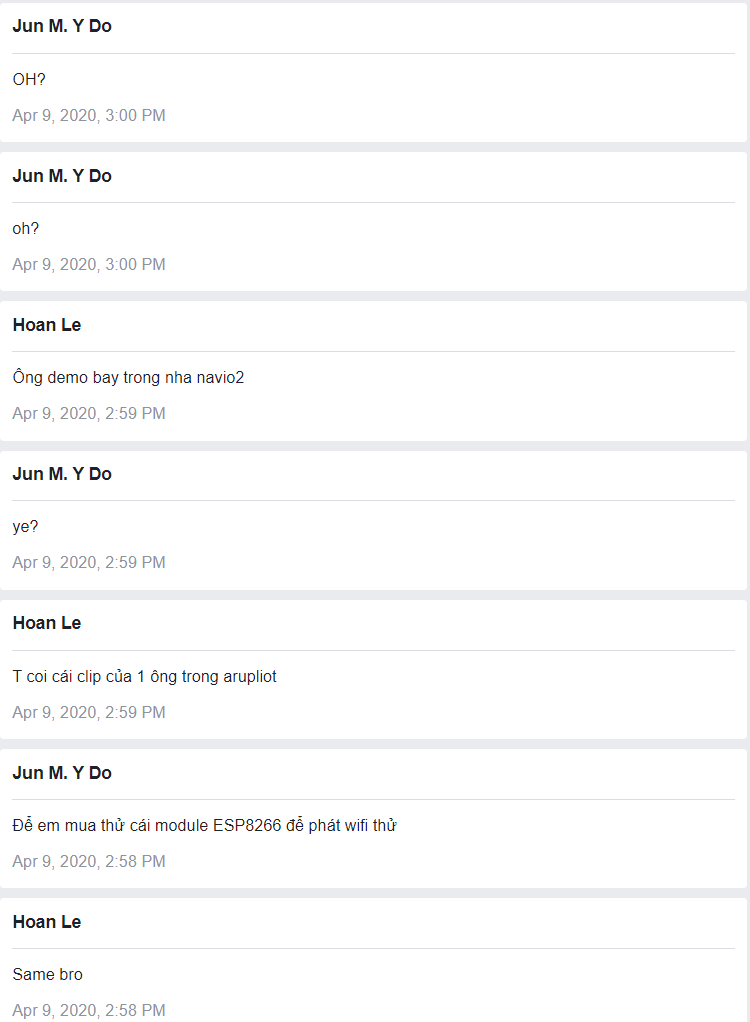 Jun M. Y Do
OH?
Apr 9, 2020, 3:00 PM
Jun M. Y Do
oh?
Apr 9, 2020, 3:00 PM
Hoan Le
Ông demo bay trong nha navio2
Apr 9, 2020, 2:59 PM
Jun M. Y Do
ye?
Apr 9, 2020, 2:59 PM
Hoan Le
T coi cái clip của 1 ông trong arupliot
Apr 9, 2020, 2:59 PM
Jun M. Y Do
Để em mua thử cái module ESP8266 để phát wifi thử
Apr 9, 2020, 2:58 PM
Hoan Le
Same bro
Apr 9, 2020, 2:58 PM